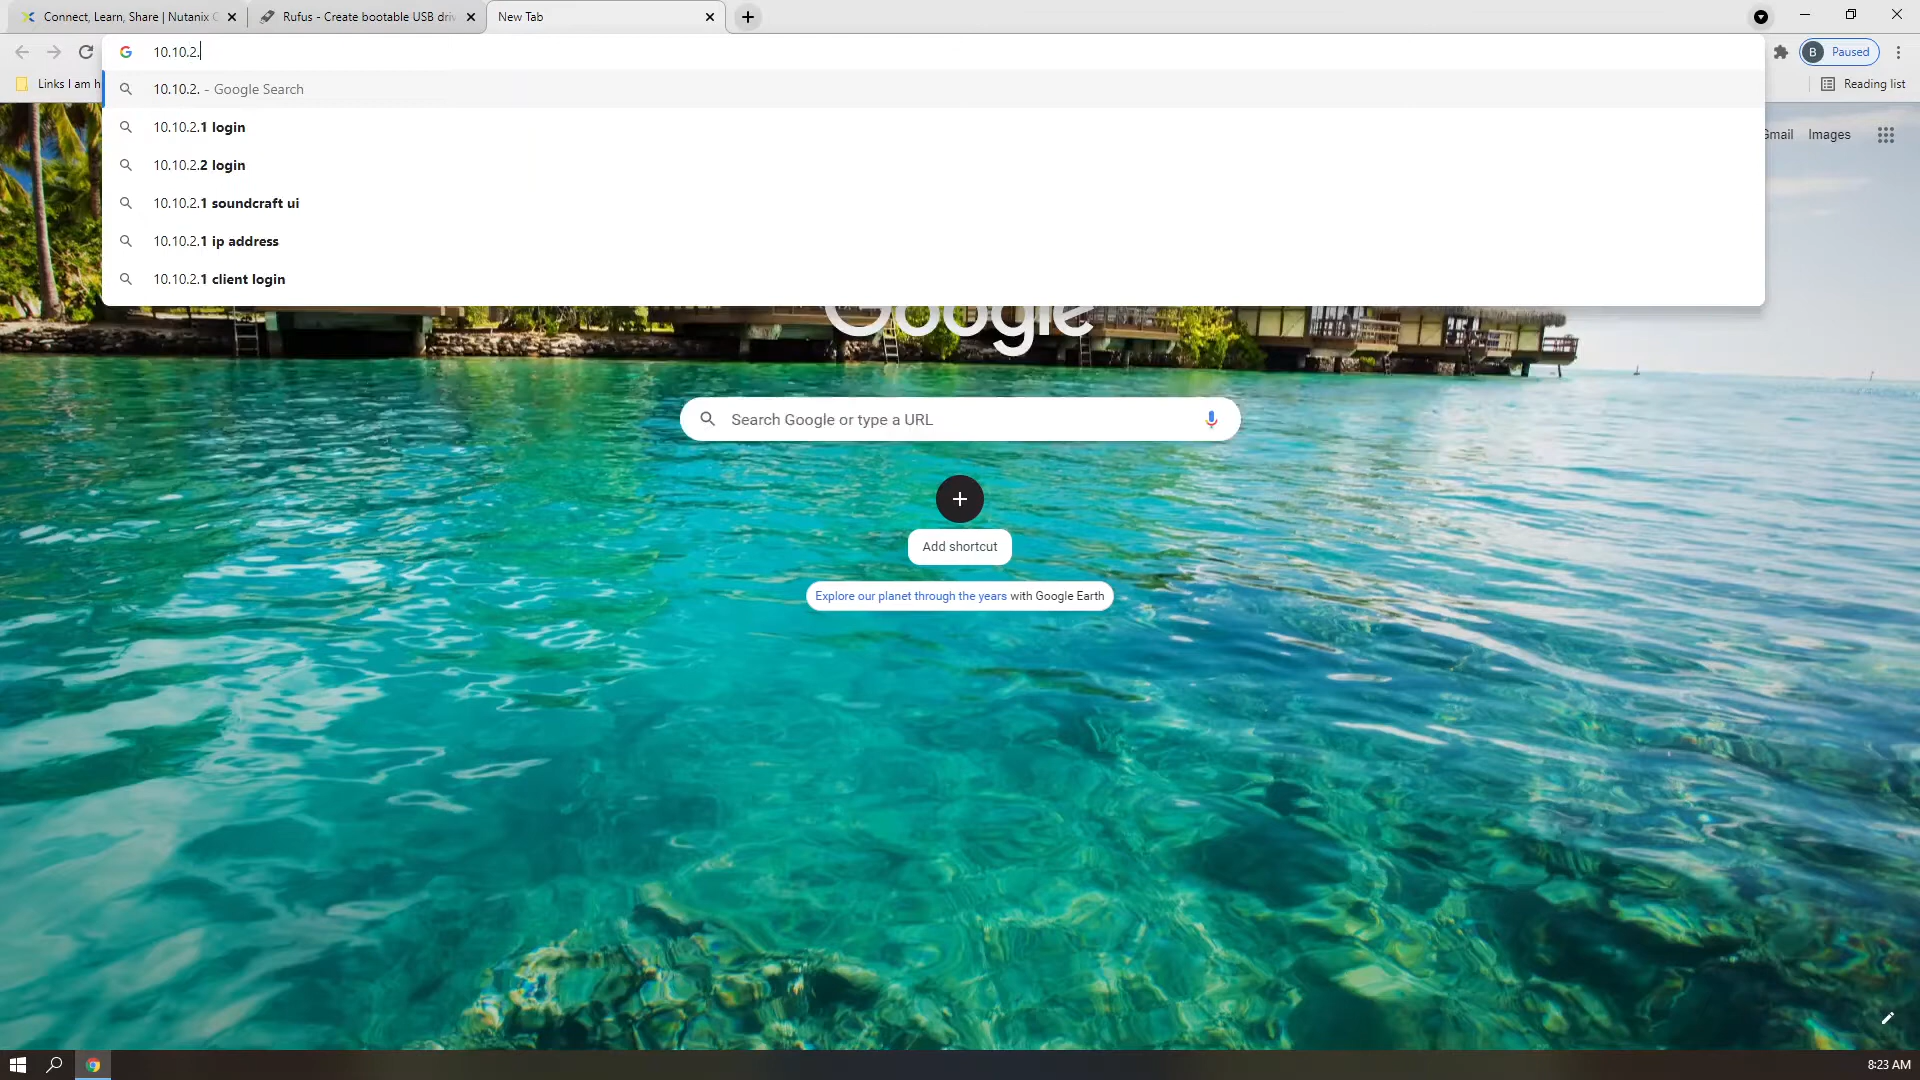 Connect, Learn, Share | Nutanix C
Rufus - Create bootable USB driv
New Tab
10.10.2.
B Paused
Links I am h
Reading list
10.10.2. - Google Search
10.10.2.1 login
10.10.2.2 login
10.10.2.1 soundcraft ui
10.10.2.1 ip address
10.10.2.1 client login
Gmail Images
Google
Search Google or type a URL
Add shortcut
Explore our planet through the years with Google Earth
8:23 AM